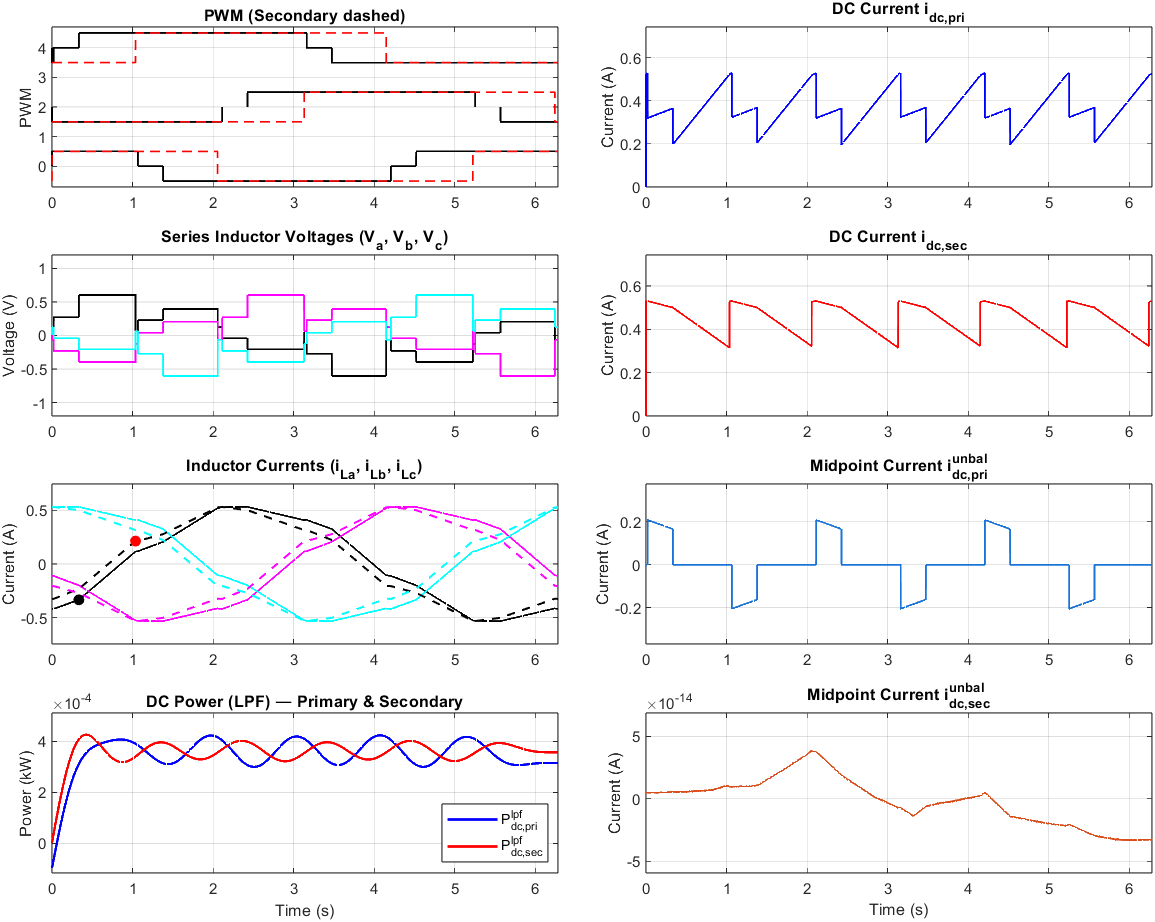 PWM (Secondary dashed)
PWM
4
3
2
1
0
0 1 2 3 4 5 6
DC Current i_dc,pri
Current (A)
0.6
0.4
0.2
0
0 1 2 3 4 5 6
Series Inductor Voltages (V_a, V_b, V_c)
Voltage (V)
1
0.5
0
-0.5
-1
0 1 2 3 4 5 6
DC Current i_dc,sec
Current (A)
0.6
0.4
0.2
0
0 1 2 3 4 5 6
Inductor Currents (i_La, i_Lb, i_Lc)
Current (A)
0.5
0
-0.5
0 1 2 3 4 5 6
Midpoint Current i^unbal_dc,pri
Current (A)
0.2
0
-0.2
0 1 2 3 4 5 6
×10^-4
DC Power (LPF) — Primary & Secondary
Power (kW)
4
2
0
P^lpf_dc,pri
P^lpf_dc,sec
0 1 2 3 4 5 6
Time (s)
×10^-14
Midpoint Current i^unbal_dc,sec
Current (A)
5
0
-5
0 1 2 3 4 5 6
Time (s)